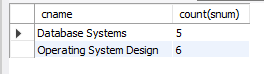 cname count(snum)
Database Systems 5
Operating System Design 6